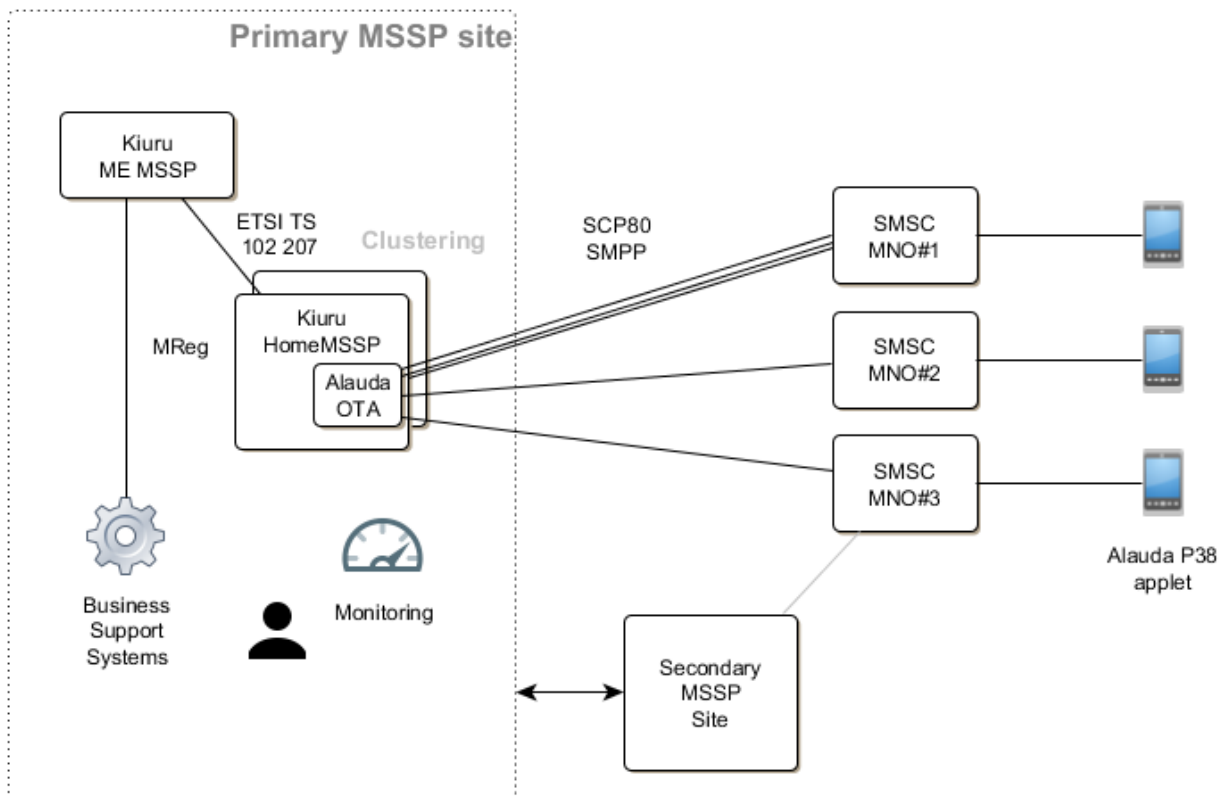 Primary MSSP site
Kiuru
ME MSSP
ETSI TS
102 207
Clustering
SCP80
SMPP
SMSC
MNO#1
MReg
Kiuru
HomeMSSP
Alauda
OTA
SMSC
MNO#2
SMSC
MNO#3
Alauda P38
applet
Business
Support
Systems
Monitoring
Secondary
MSSP
Site